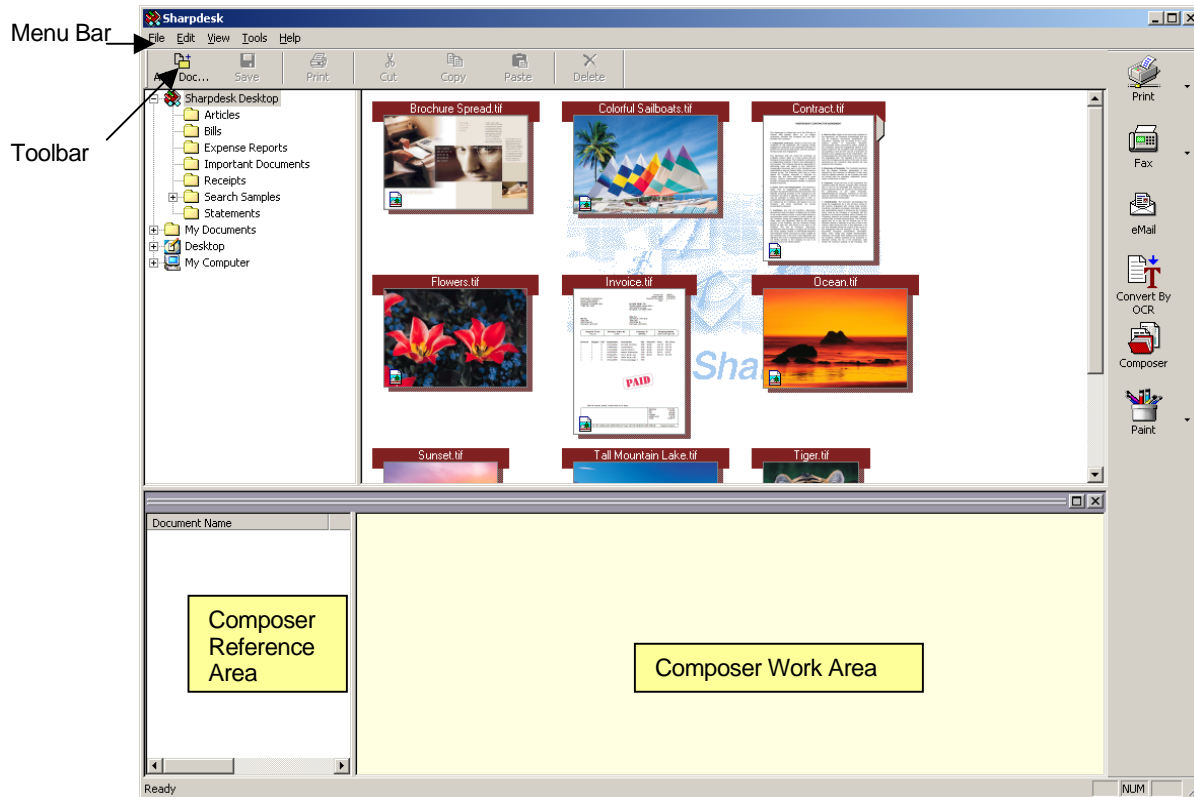 Sharpdesk
Menu Bar
File Edit View Tools Help
Doc... Save Print Cut Copy Paste Delete
Toolbar
Sharpdesk Desktop
Articles
Bills
Expense Reports
Important Documents
Receipts
Search Samples
Statements
My Documents
Desktop
My Computer
Brochure Spread.tif
Colorful Sailboats.tif
Contract.tif
Flowers.tif
Invoice.tif
PAID
Ocean.tif
Sha
Sunset.tif
Tall Mountain Lake.tif
Tiger.tif
Print
Fax
eMail
Convert By
OCR
Composer
Paint
Document Name
Composer
Reference
Area
Composer Work Area
Ready
NUM